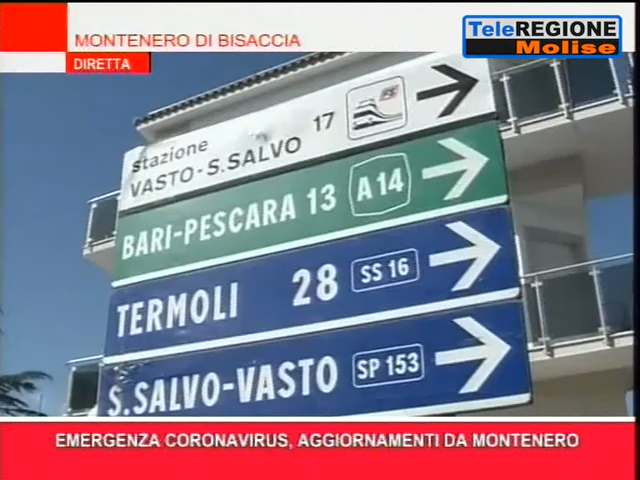 MONTENERO DI BISACCIA
DIRETTA
TeleREGIONE
Molise
Stazione
VASTO-S.SALVO 17
FS
BARI-PESCARA 13 A 14
TERMOLI 28 SS 16
S.SALVO-VASTO SP 153
EMERGENZA CORONAVIRUS, AGGIORNAMENTI DA MONTENERO